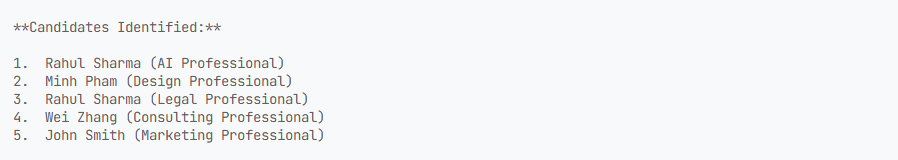 **Candidates Identified:**
1.  Rahul Sharma (AI Professional)
2.  Minh Pham (Design Professional)
3.  Rahul Sharma (Legal Professional)
4.  Wei Zhang (Consulting Professional)
5.  John Smith (Marketing Professional)